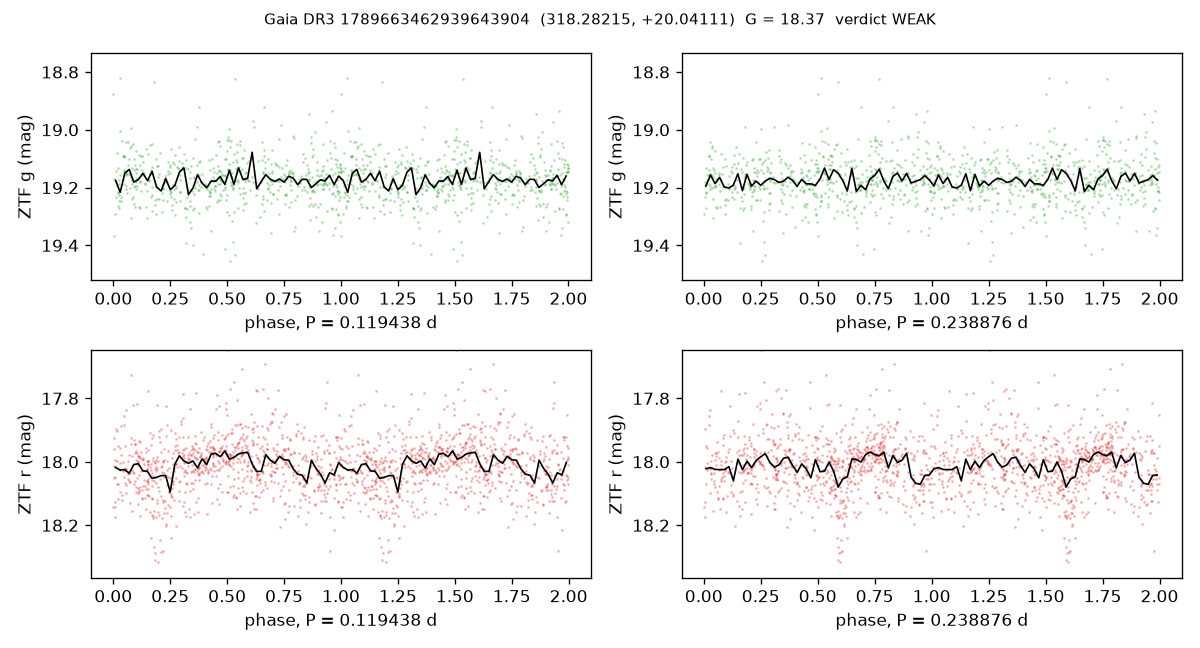 Gaia DR3 1789663462939643904  (318.28215, +20.04111)  G = 18.37  verdict WEAK
ZTF g (mag)
18.8
19.0
19.2
19.4
0.00 0.25 0.50 0.75 1.00 1.25 1.50 1.75 2.00
phase, P = 0.119438 d
ZTF g (mag)
18.8
19.0
19.2
19.4
0.00 0.25 0.50 0.75 1.00 1.25 1.50 1.75 2.00
phase, P = 0.238876 d
ZTF r (mag)
17.8
18.0
18.2
0.00 0.25 0.50 0.75 1.00 1.25 1.50 1.75 2.00
phase, P = 0.119438 d
ZTF r (mag)
17.8
18.0
18.2
0.00 0.25 0.50 0.75 1.00 1.25 1.50 1.75 2.00
phase, P = 0.238876 d